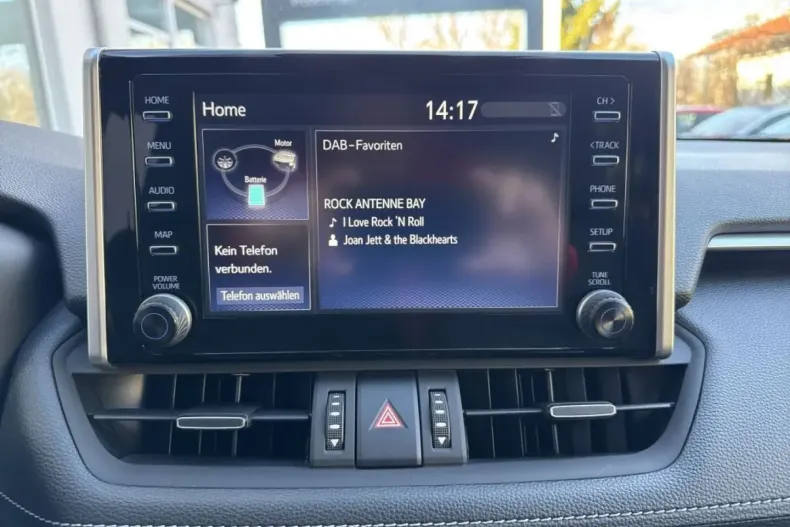 HOME
MENU
AUDIO
MAP
POWER
VOLUME
Home
14:17
Motor
Batterie
Kein Telefon
verbunden.
Telefon auswählen
DAB-Favoriten
ROCK ANTENNE BAY
I Love Rock 'N Roll
Joan Jett & the Blackhearts
CH >
< TRACK
PHONE
SETUP
TUNE
SCROLL